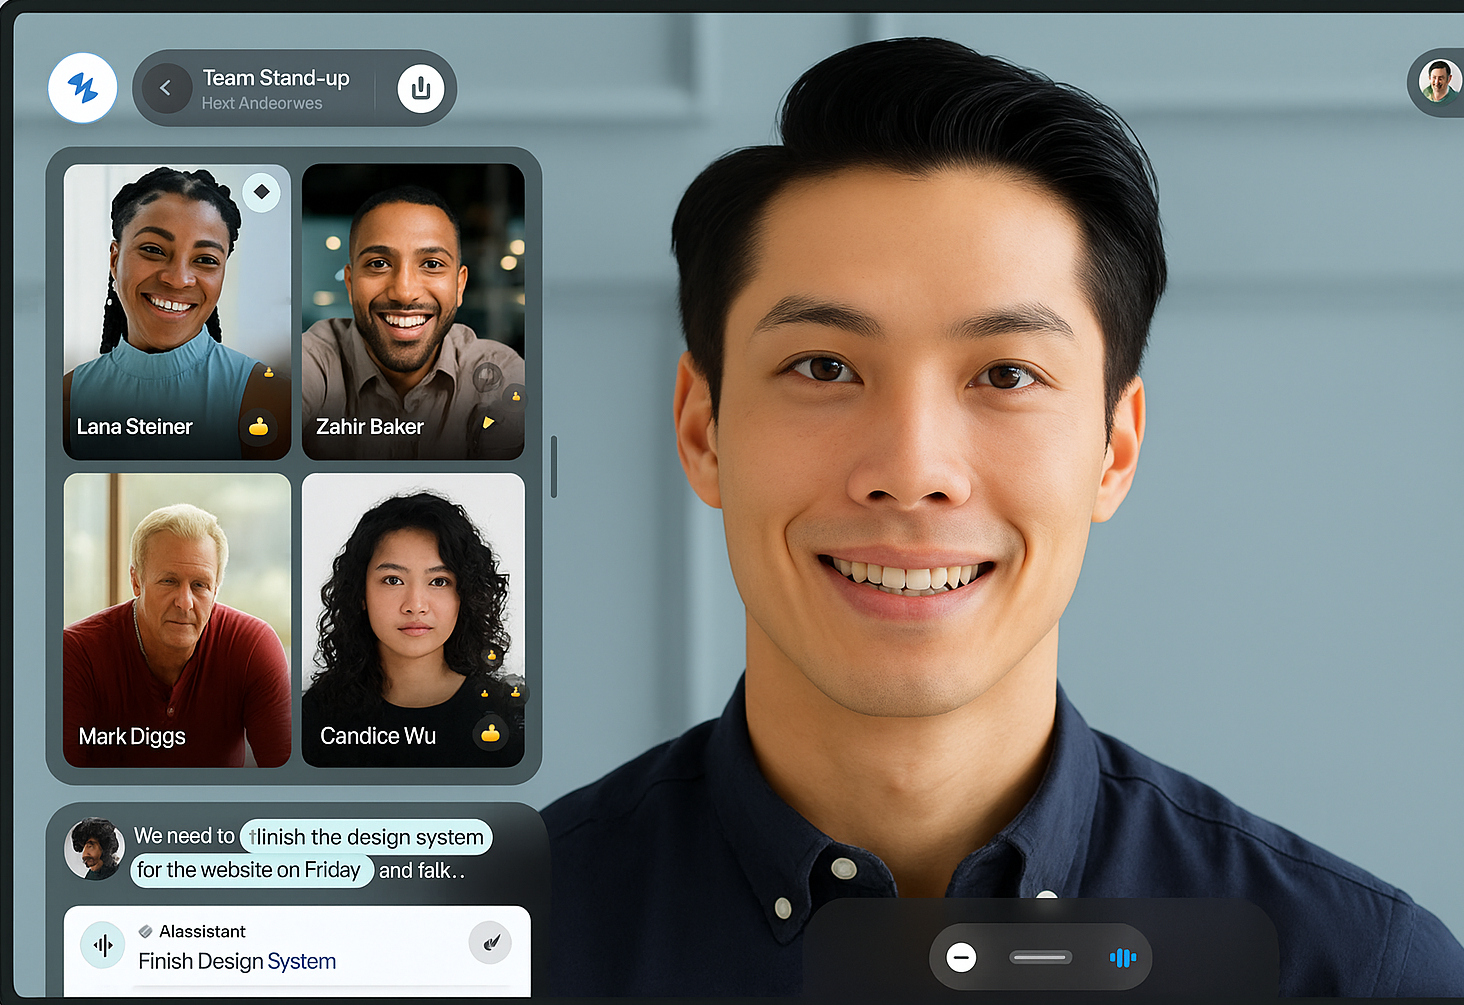 Team Stand-up
Hext Andeorwes
Lana Steiner
Zahir Baker
Mark Diggs
Candice Wu
We need to tlinish the design system
for the website on Friday and falk..
Alassistant
Finish Design System